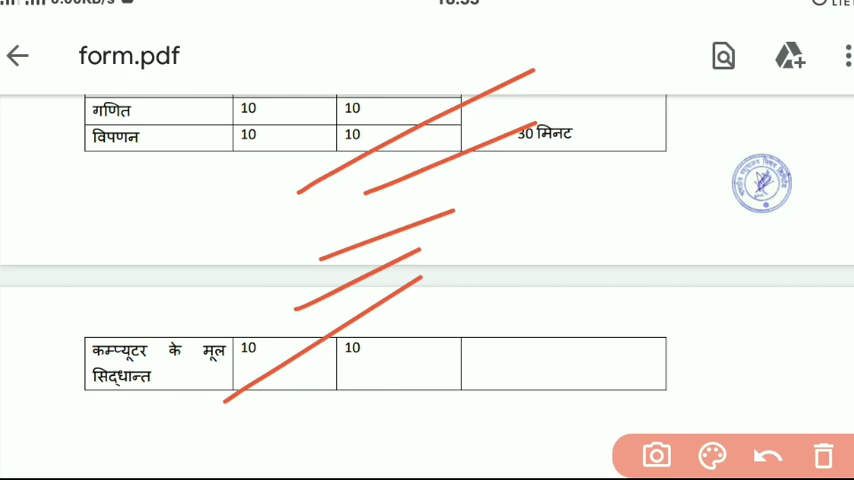 form.pdf
गणित 10 10
विपणन 10 10 30 मिनट
कम्प्यूटर के मूल 10 10
सिद्धान्त